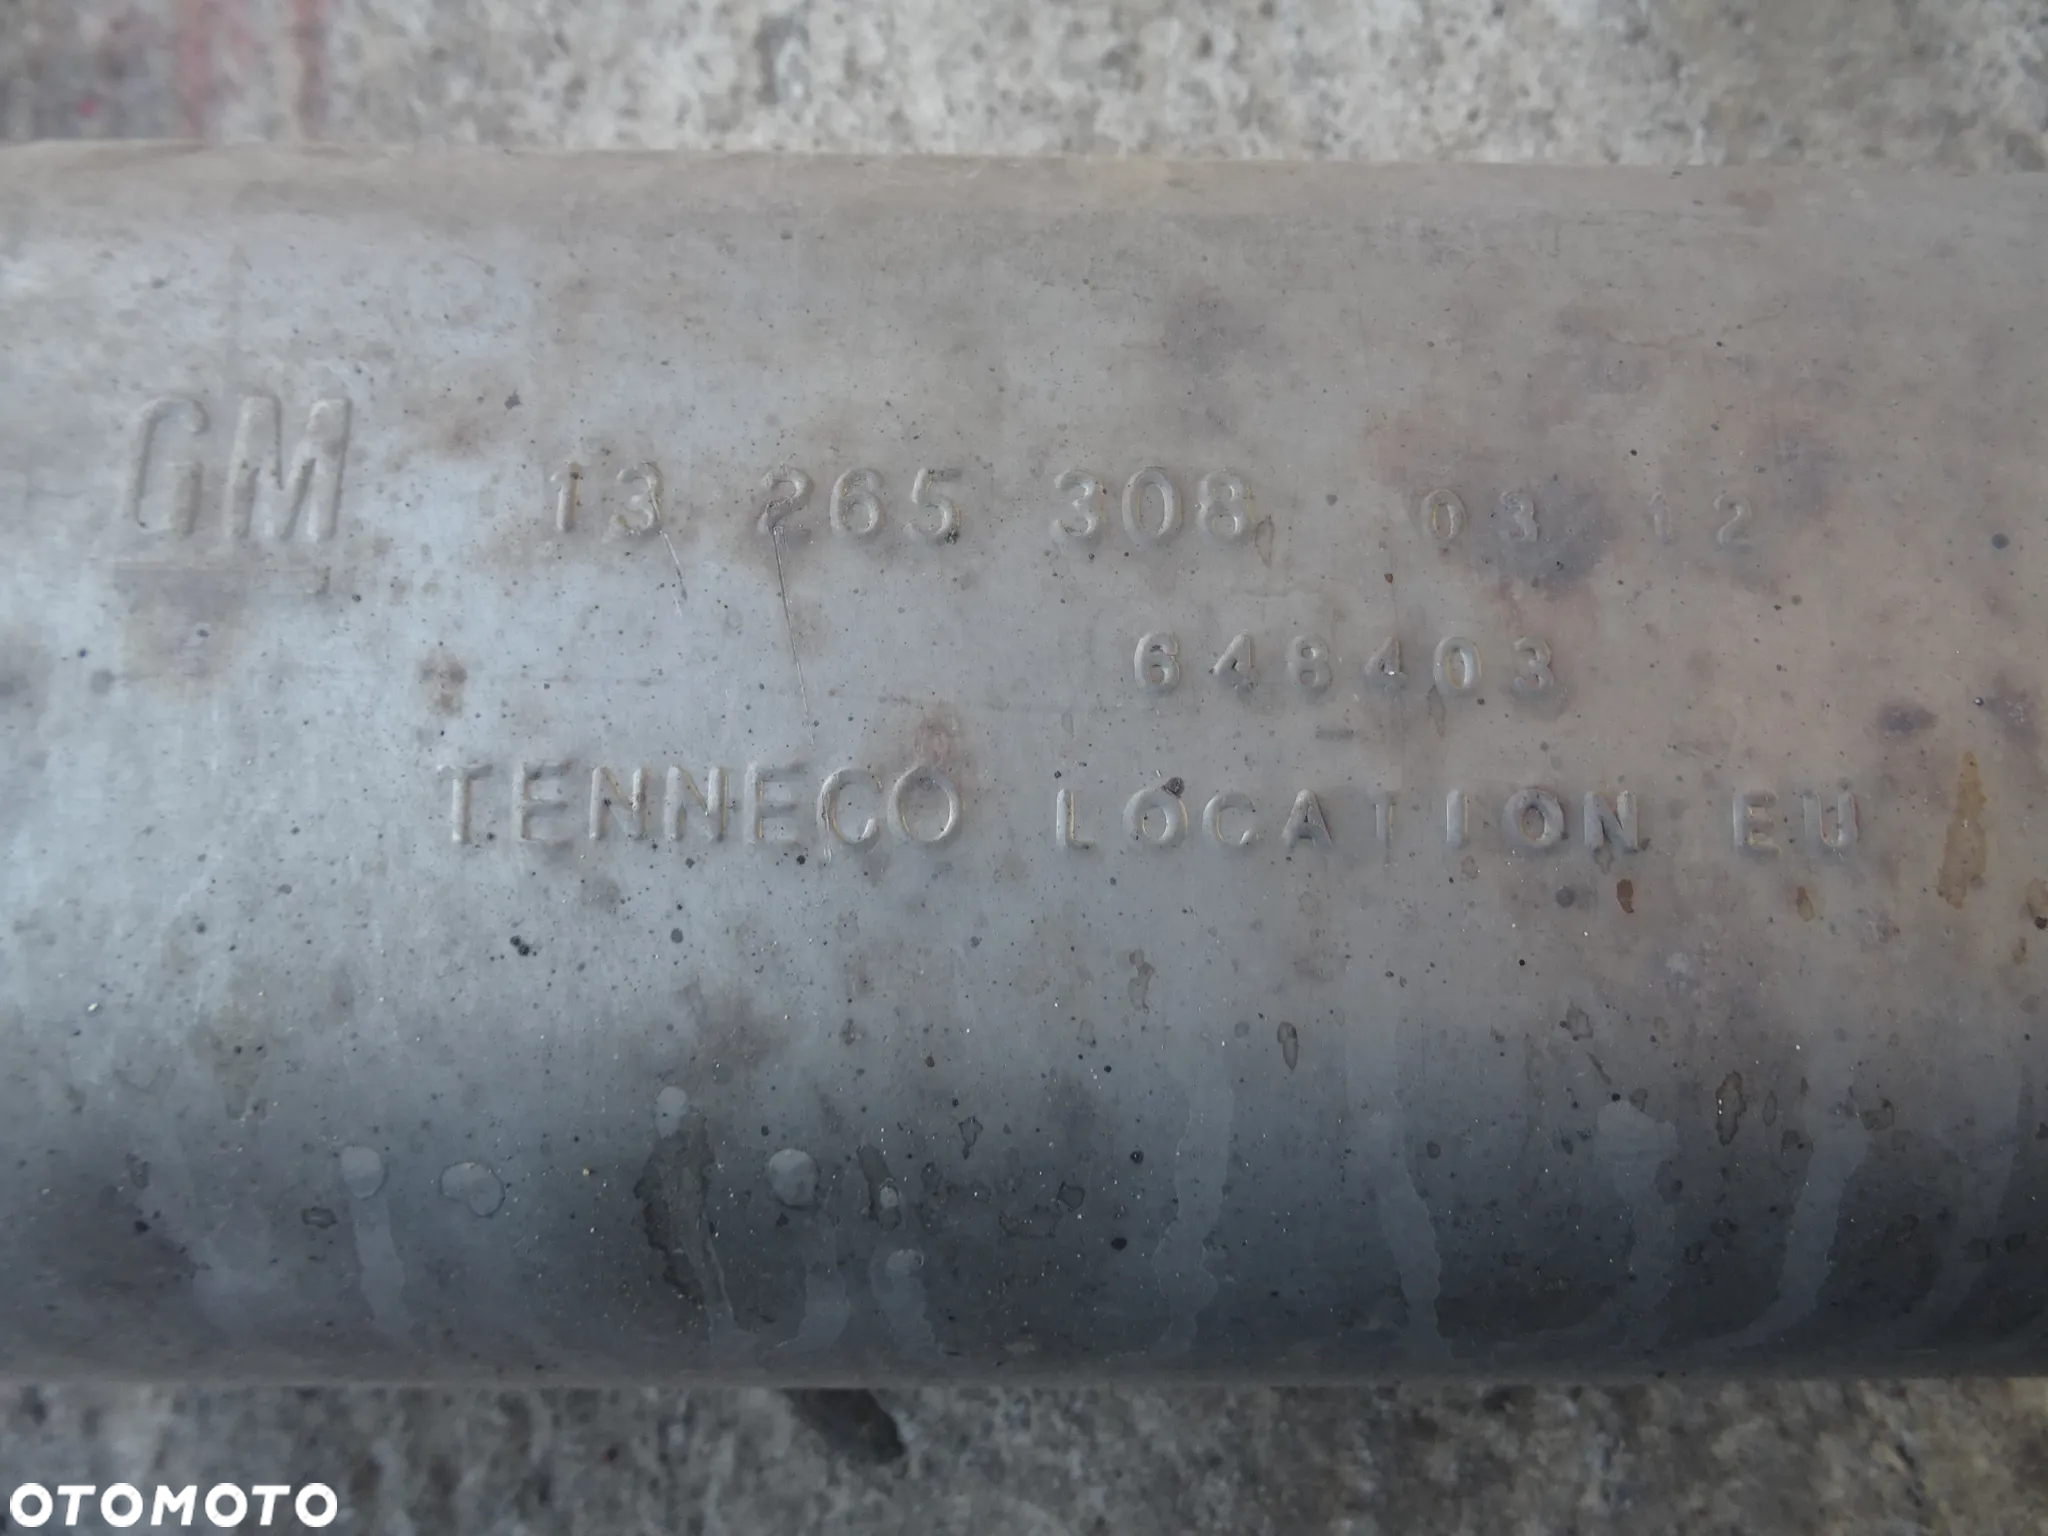 GM 13 265 308 03 12
648403
TENNECO LOCATION EU
OTOMOTO